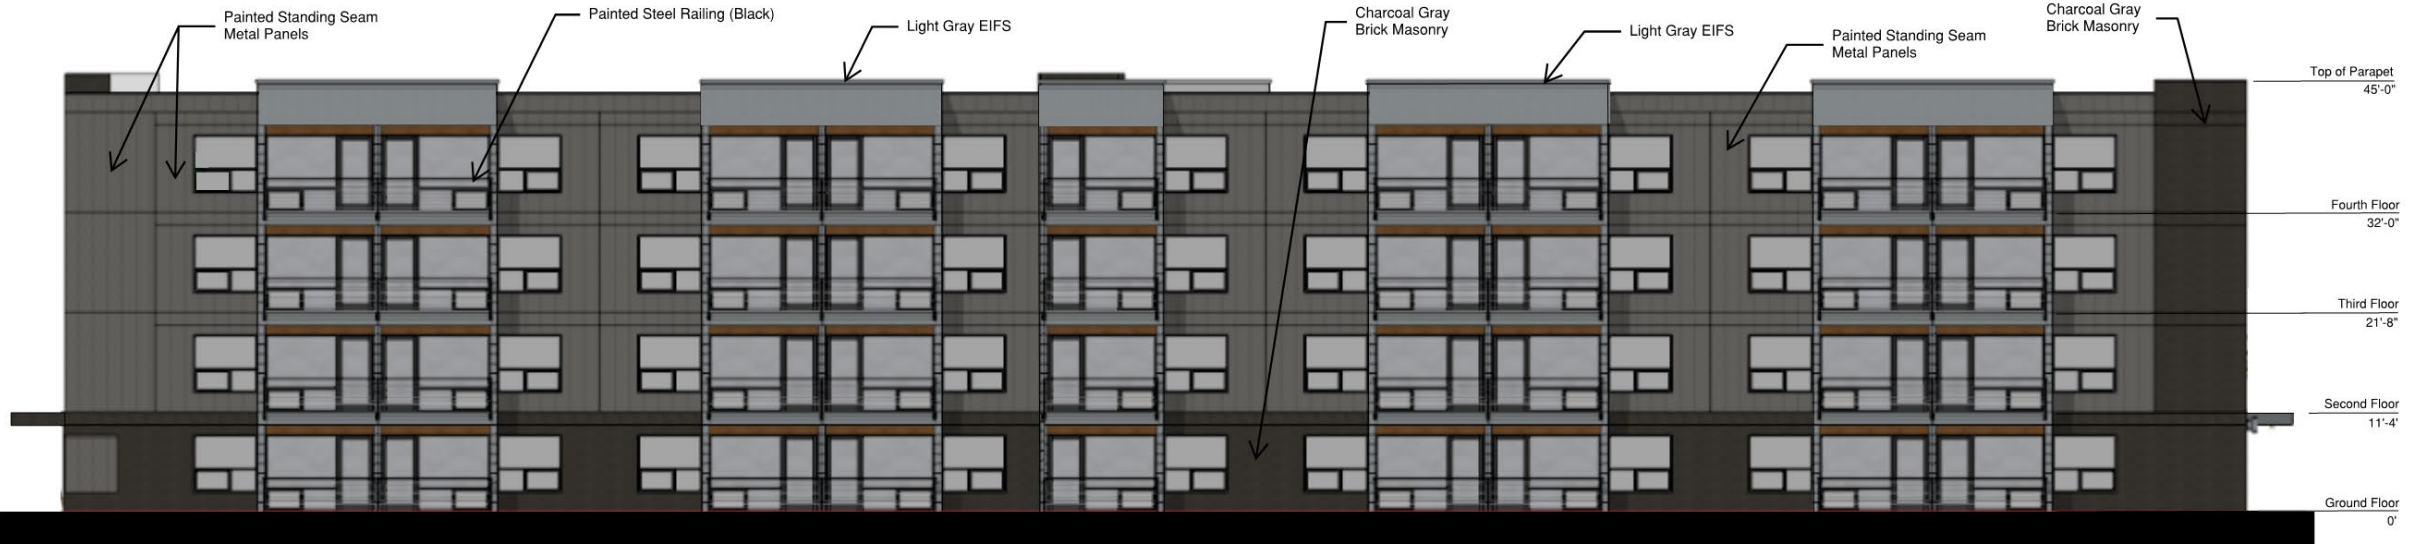 Painted Standing Seam
Metal Panels
Painted Steel Railing (Black)
Light Gray EIFS
Charcoal Gray
Brick Masonry
Light Gray EIFS
Painted Standing Seam
Metal Panels
Charcoal Gray
Brick Masonry
Top of Parapet
45'-0"
Fourth Floor
32'-0"
Third Floor
21'-8"
Second Floor
11'-4'
Ground Floor
0'